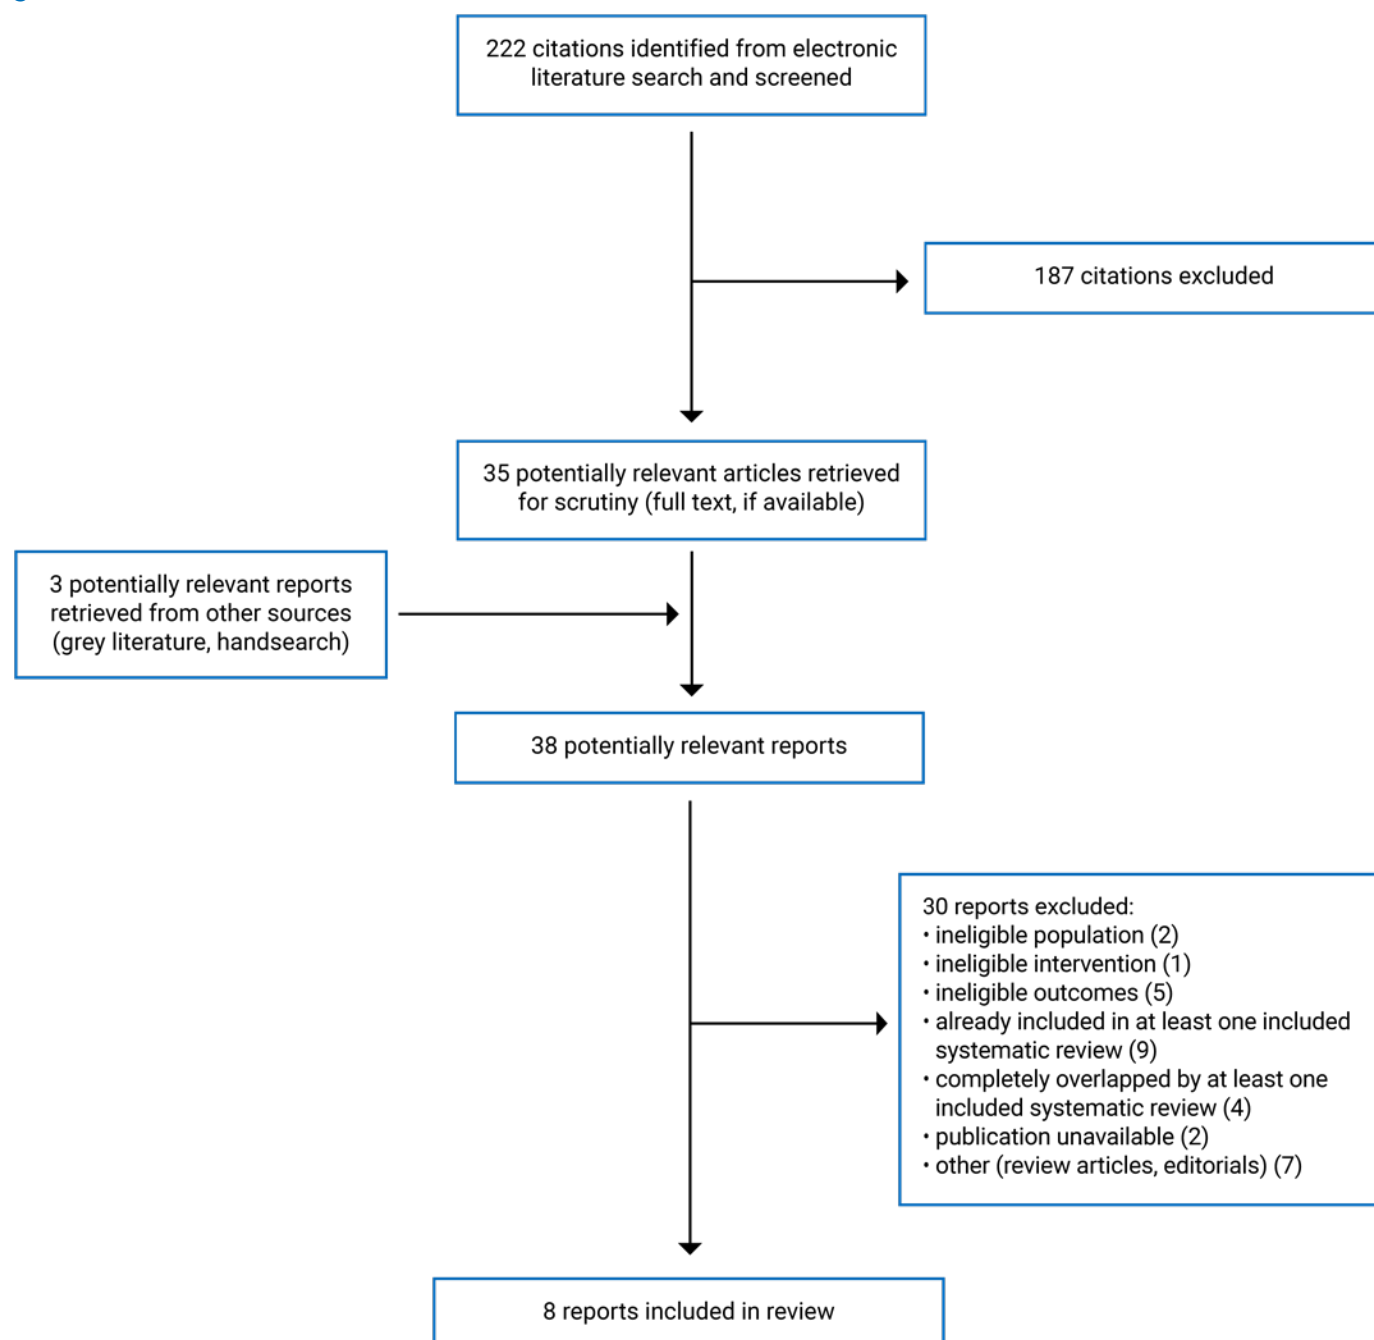 222 citations identified from electronic
literature search and screened
187 citations excluded
35 potentially relevant articles retrieved
for scrutiny (full text, if available)
3 potentially relevant reports
retrieved from other sources
(grey literature, handsearch)
38 potentially relevant reports
30 reports excluded:
• ineligible population (2)
• ineligible intervention (1)
• ineligible outcomes (5)
• already included in at least one included
systematic review (9)
• completely overlapped by at least one
included systematic review (4)
• publication unavailable (2)
• other (review articles, editorials) (7)
8 reports included in review